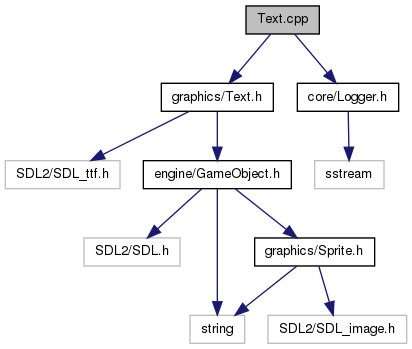 Text.cpp
graphics/Text.h
core/Logger.h
SDL2/SDL_ttf.h
engine/GameObject.h
sstream
SDL2/SDL.h
graphics/Sprite.h
string
SDL2/SDL_image.h